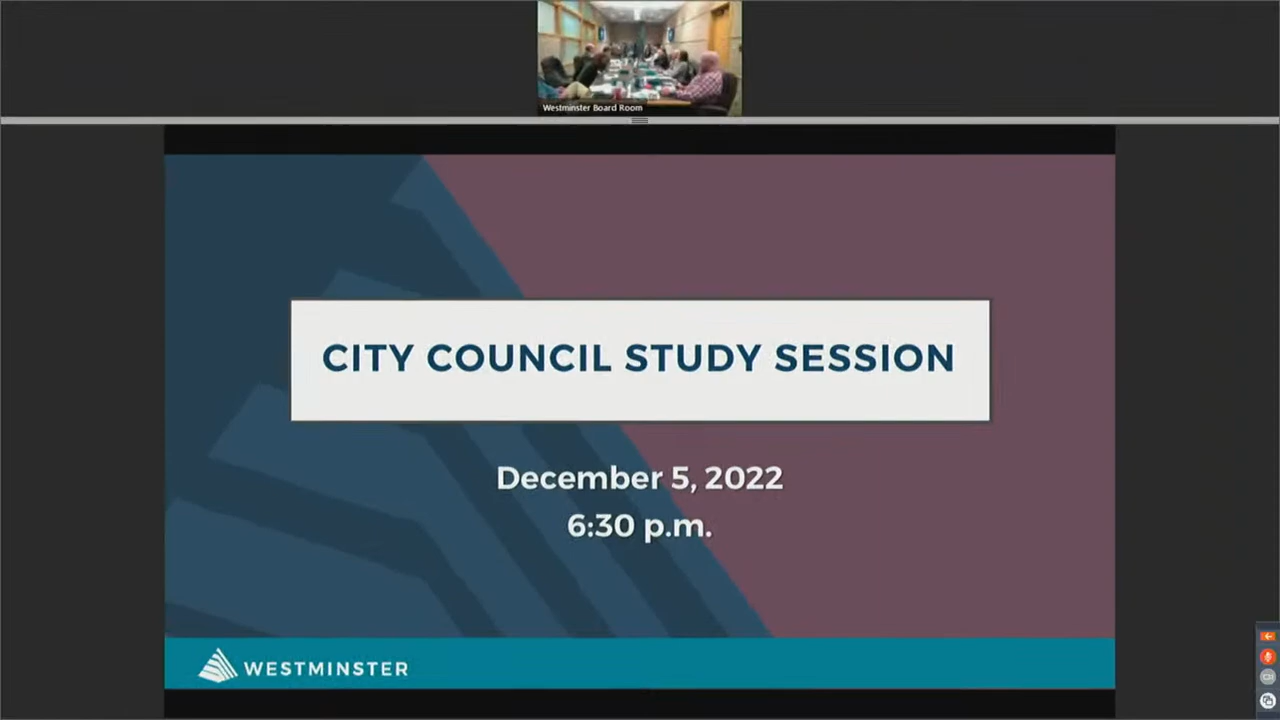 Westminster Board Room
CITY COUNCIL STUDY SESSION
December 5, 2022
6:30 p.m.
WESTMINSTER